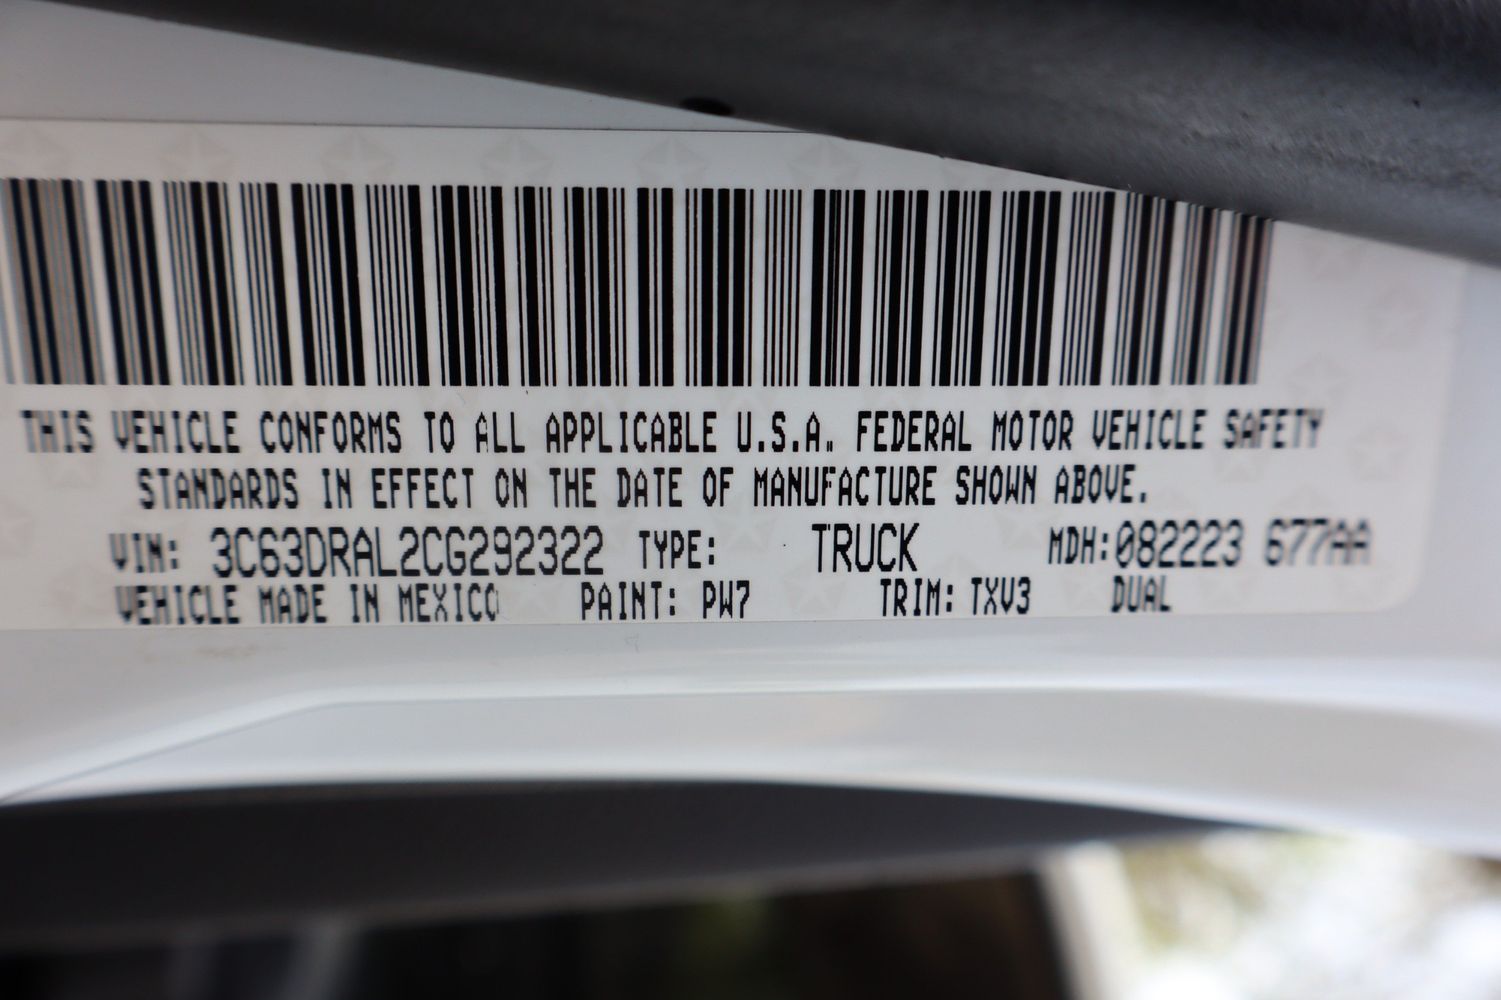 THIS VEHICLE CONFORMS TO ALL APPLICABLE U.S.A. FEDERAL MOTOR VEHICLE SAFETY
STANDARDS IN EFFECT ON THE DATE OF MANUFACTURE SHOWN ABOVE.
VIN: 3C63DRAL2CG292322 TYPE: TRUCK MDH:082223 677AA
VEHICLE MADE IN MEXICO PAINT: PW7 TRIM: TXV3 DUAL